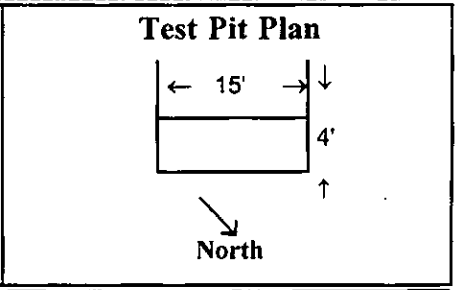 Test Pit Plan
← 15' → ↓
4'
↑
North